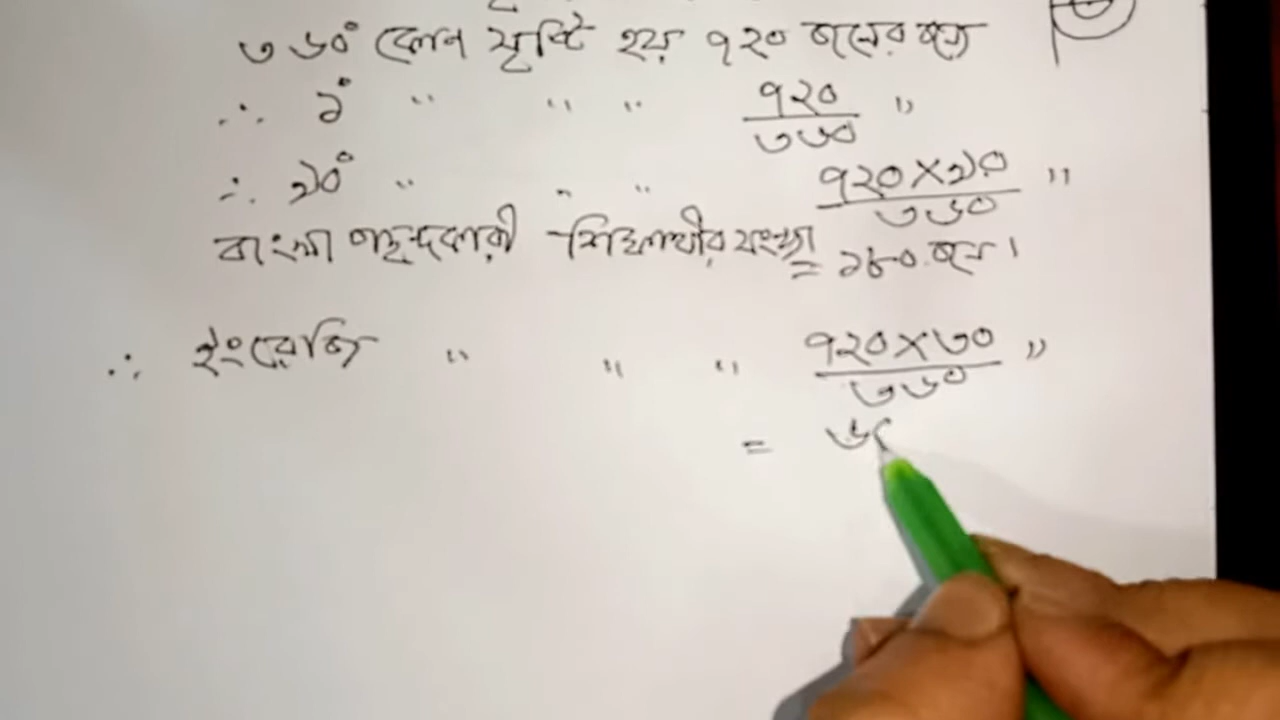 ৩৬০° কোন সৃষ্টি হয় ৭২০ জনের জন্য
∴ ১° " " " ৭২০/৩৬০ "
∴ ৯০° " " " ৭২০×৯০/৩৬০ "
বাংলা পছন্দকারী শিক্ষার্থীর সংখ্যা = ১৮০ জন।
∴ ইংরেজি " " " ৭২০×৩০/৩৬০ "
= ৬